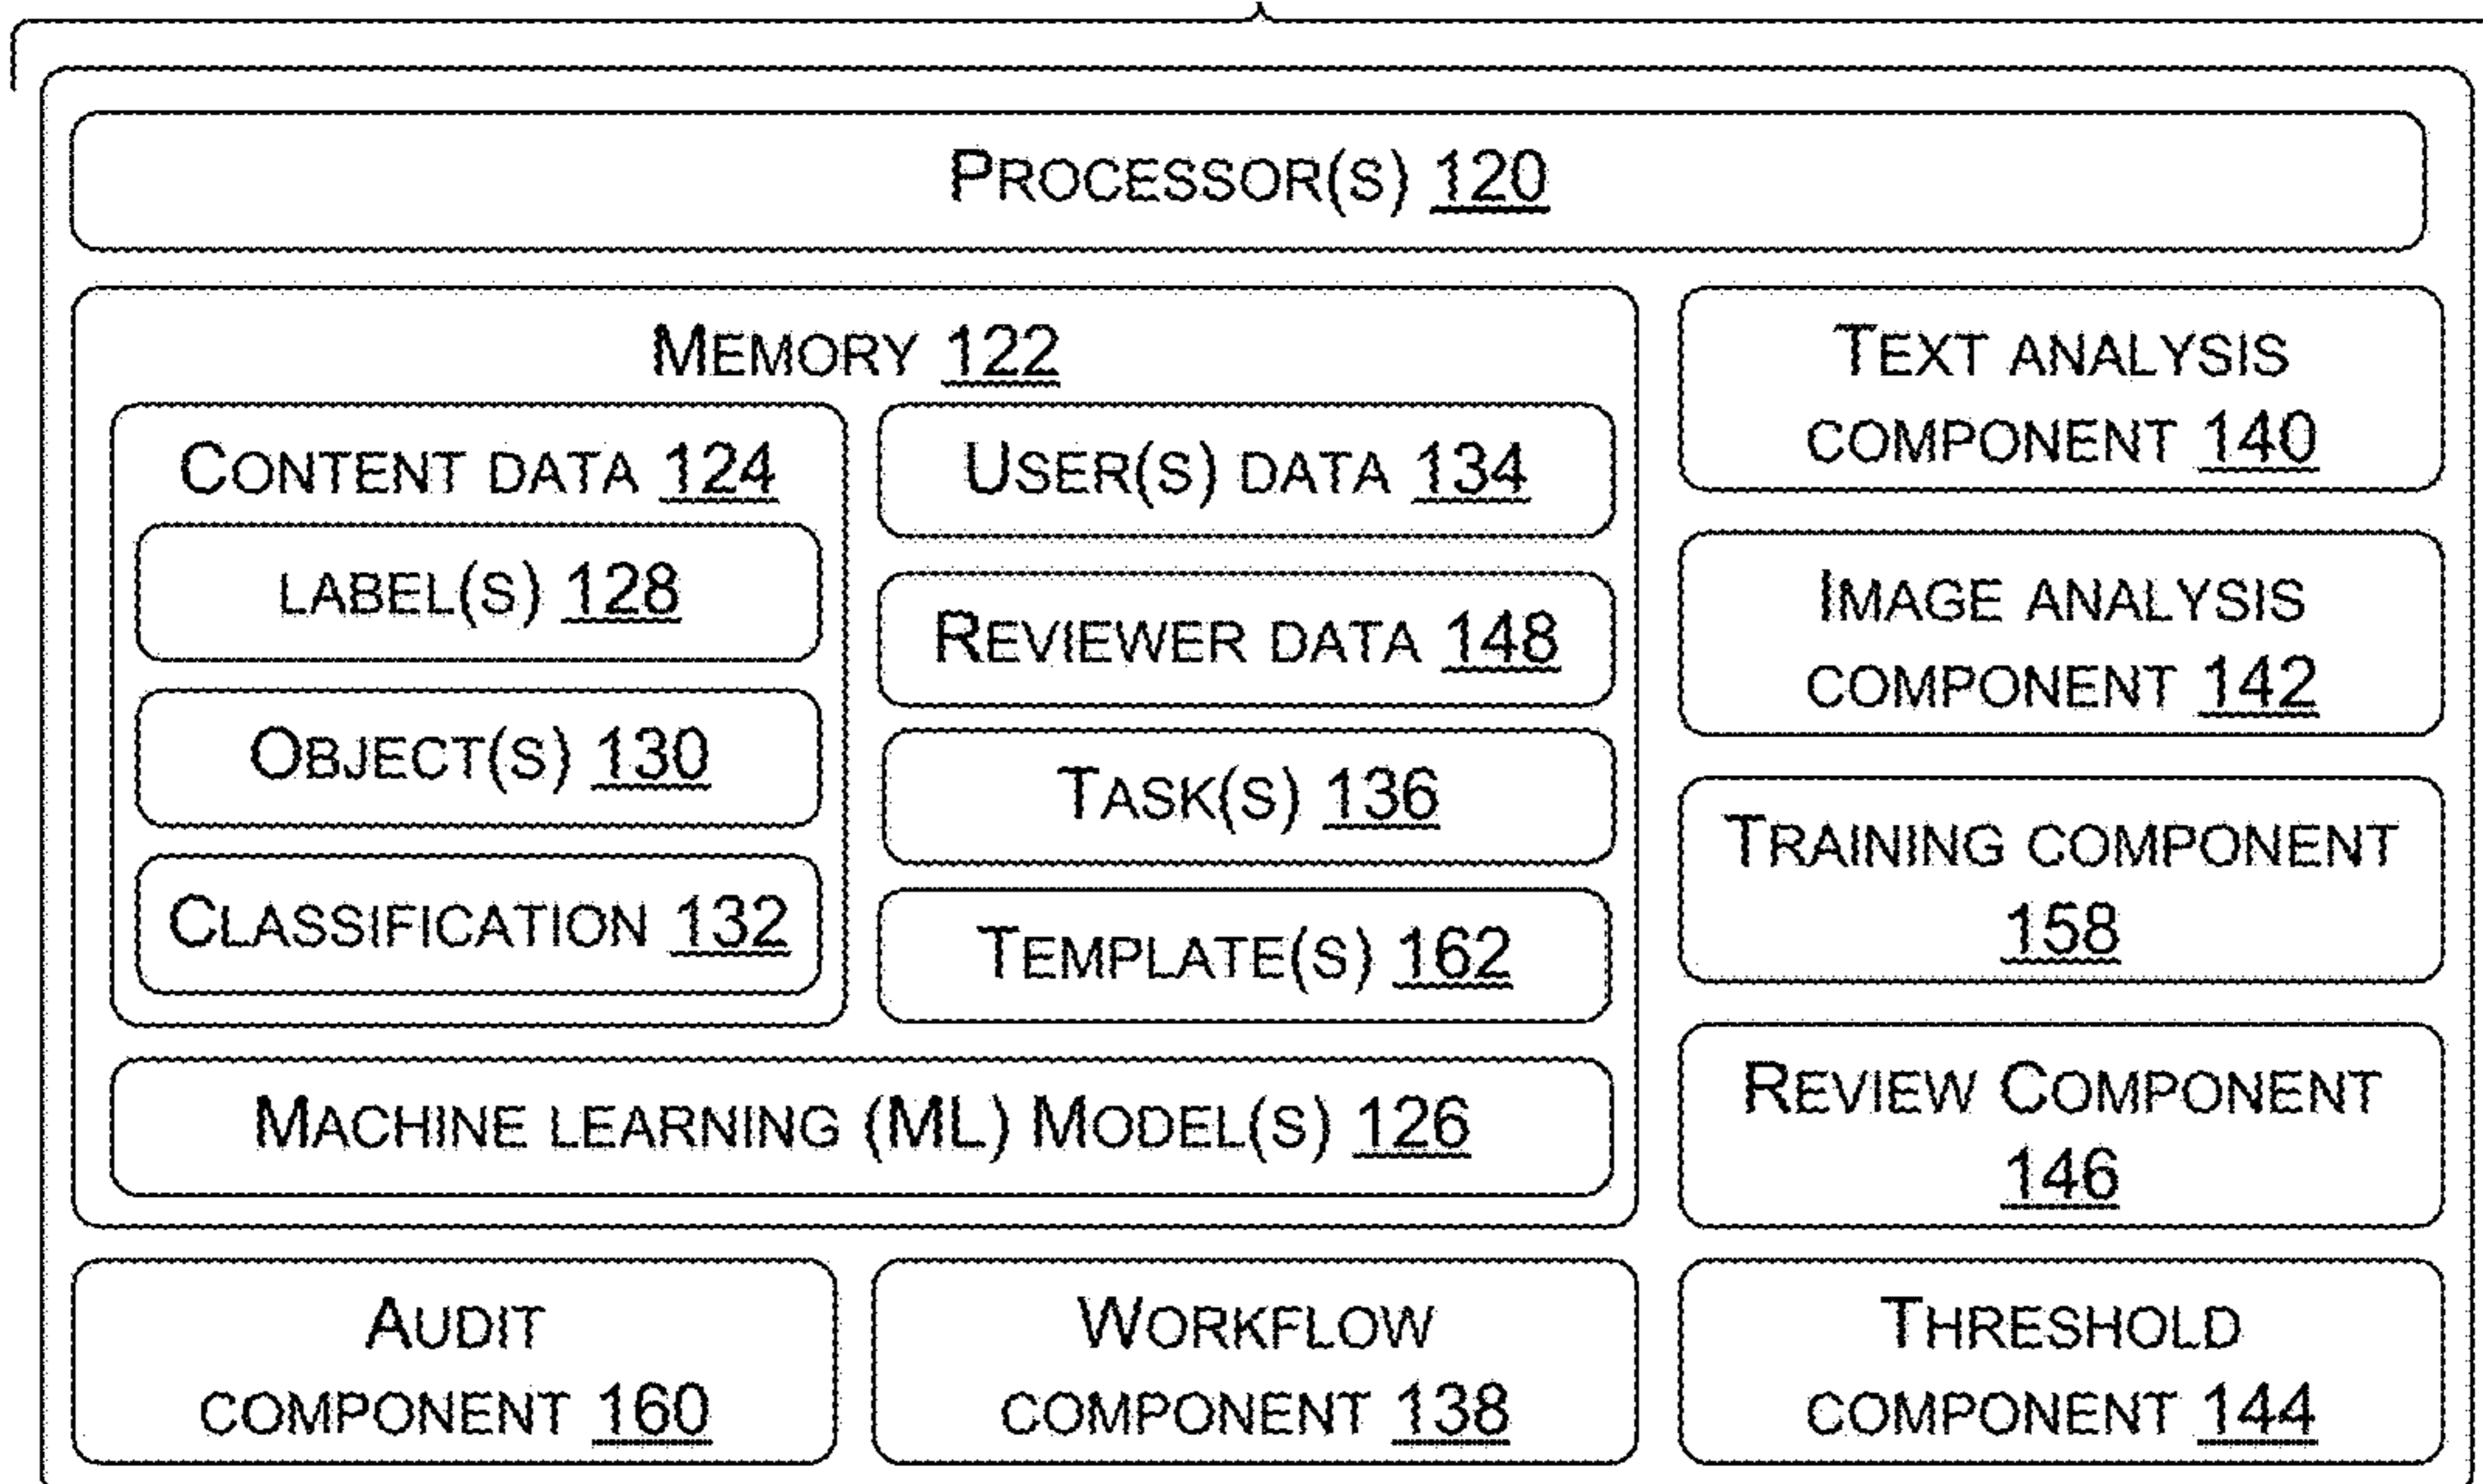 PROCESSOR(S) 120
MEMORY 122
CONTENT DATA 124
LABEL(S) 128
OBJECT(S) 130
CLASSIFICATION 132
USER(S) DATA 134
REVIEWER DATA 148
TASK(S) 136
TEMPLATE(S) 162
MACHINE LEARNING (ML) MODEL(S) 126
TEXT ANALYSIS
COMPONENT 140
IMAGE ANALYSIS
COMPONENT 142
TRAINING COMPONENT
158
REVIEW COMPONENT
146
AUDIT
COMPONENT 160
WORKFLOW
COMPONENT 138
THRESHOLD
COMPONENT 144